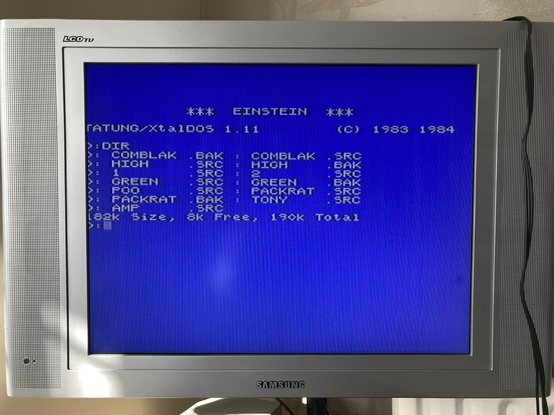 LCD TV
*** EINSTEIN ***
TATUNG/XtalDOS 1.11 (C) 1983 1984
:DIR
: COMBLAK .BAK : COMBLAK .SRC
: HIGH .SRC : HIGH .BAK
: 1 .SRC : 2 .SRC
: GREEN .SRC : GREEN .BAK
: POO .SRC : PACKRAT .SRC
: PACKRAT .BAK : TONY .SRC
: AMP .SRC
182k Size, 8k Free, 190k Total
:
SAMSUNG